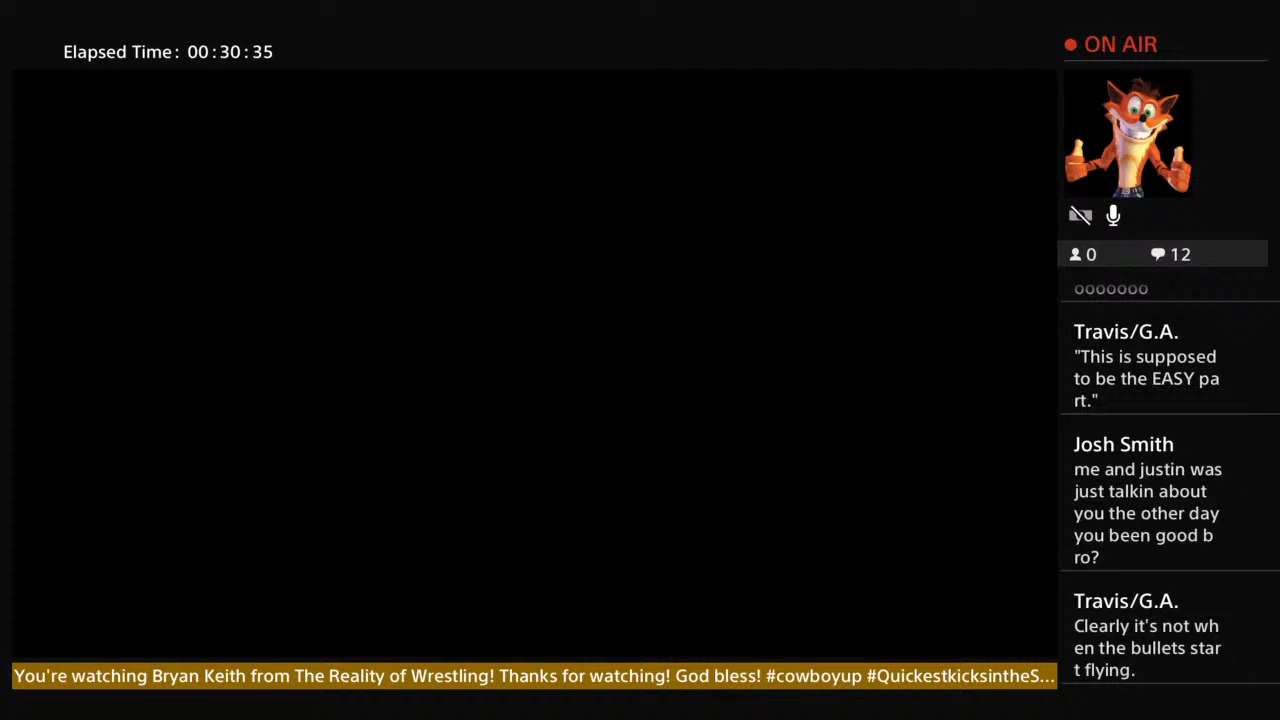 Elapsed Time: 00:30:35
ON AIR
0 12
ooooooo
Travis/G.A.
"This is supposed
to be the EASY pa
rt."
Josh Smith
me and justin was
just talkin about
you the other day
you been good b
ro?
Travis/G.A.
Clearly it's not wh
en the bullets star
t flying.
You're watching Bryan Keith from The Reality of Wrestling! Thanks for watching! God bless! #cowboyup #QuickestkicksintheS...